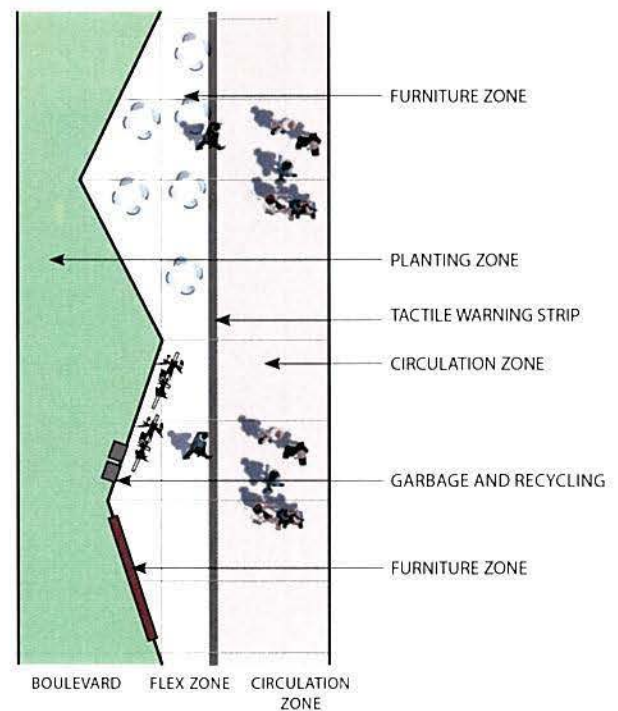 FURNITURE ZONE
PLANTING ZONE
TACTILE WARNING STRIP
CIRCULATION ZONE
GARBAGE AND RECYCLING
FURNITURE ZONE
BOULEVARD FLEX ZONE CIRCULATION
ZONE